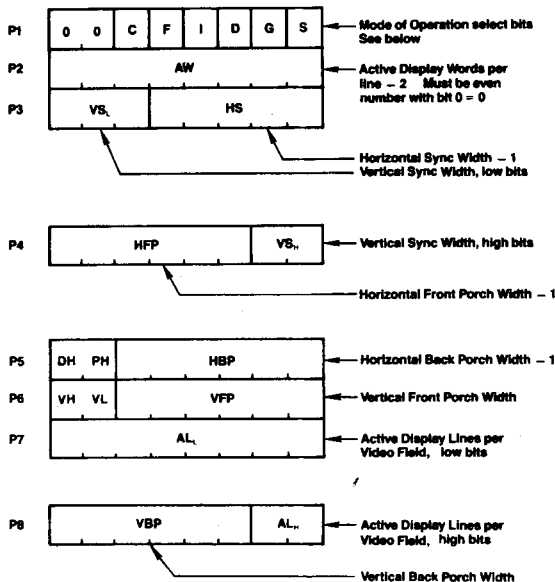 P1 0 0 C F I D G S Mode of Operation select bits
See below
P2 AW Active Display Words per
line – 2 Must be even
number with bit 0 = 0
P3 VSL HS
Horizontal Sync Width – 1
Vertical Sync Width, low bits
P4 HFP VSH Vertical Sync Width, high bits
Horizontal Front Porch Width – 1
P5 DH PH HBP Horizontal Back Porch Width – 1
P6 VH VL VFP Vertical Front Porch Width
P7 ALL Active Display Lines per
Video Field, low bits
P8 VBP ALH Active Display Lines per
Video Field, high bits
Vertical Back Porch Width